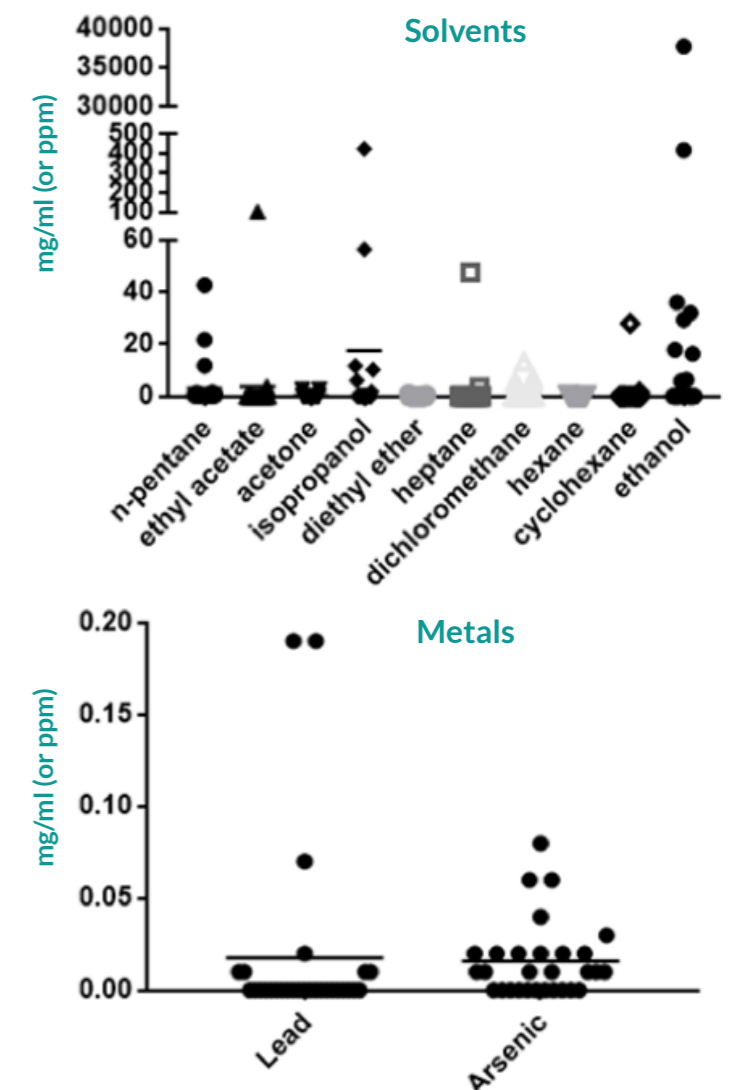 Solvents
mg/ml (or ppm)
40000
35000
30000
500
400
300
200
100
60
40
20
0
n-pentane
ethyl acetate
acetone
isopropanol
diethyl ether
heptane
dichloromethane
hexane
cyclohexane
ethanol
Metals
mg/ml (or ppm)
0.20
0.15
0.10
0.05
0.00
Lead
Arsenic